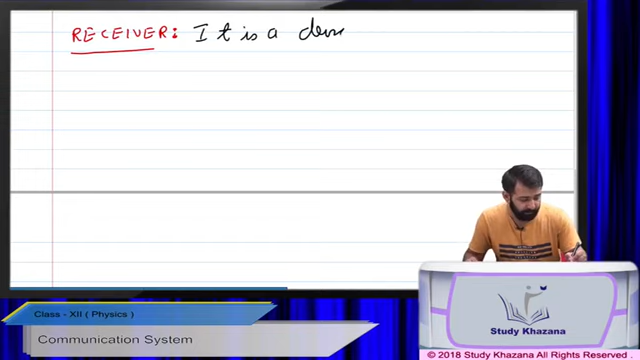 RECEIVER: It is a
Study Khazana
Class - XII ( Physics )
Communication System
© 2018 Study Khazana. All Rights Reserved.